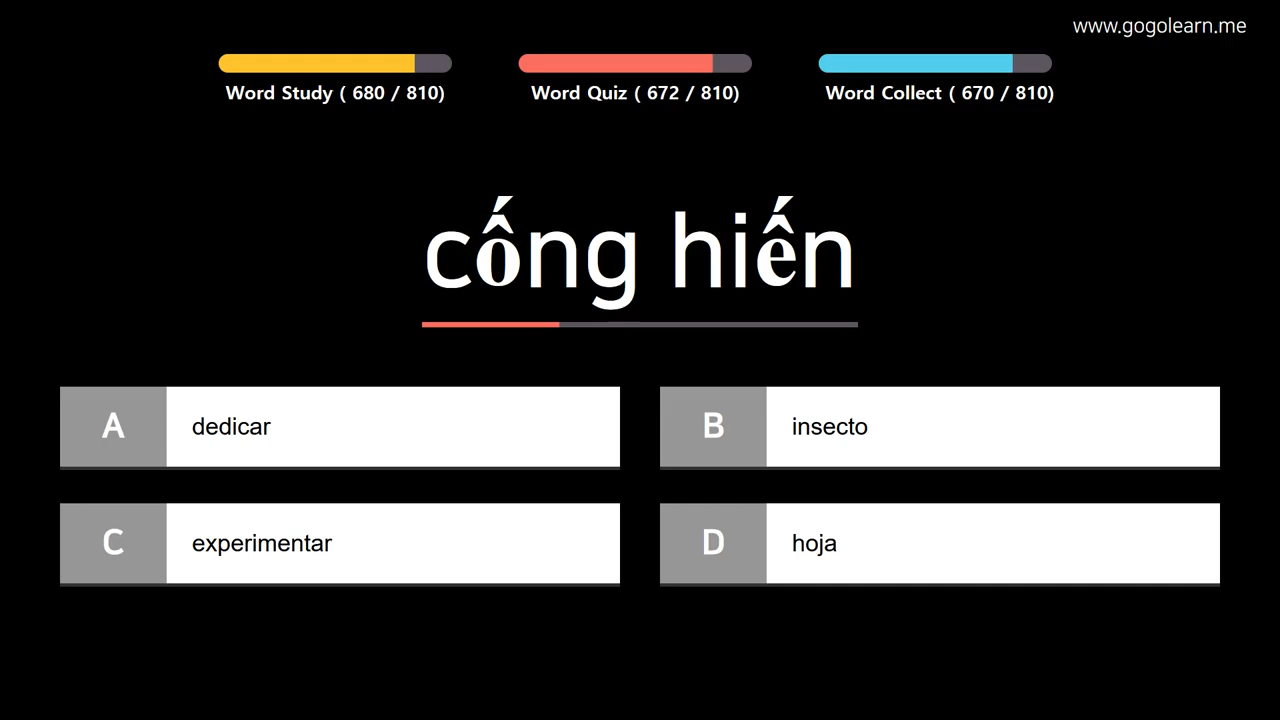 www.gogolearn.me
Word Study ( 680 / 810)
Word Quiz ( 672 / 810)
Word Collect ( 670 / 810)
cống hiến
A dedicar
B insecto
C experimentar
D hoja